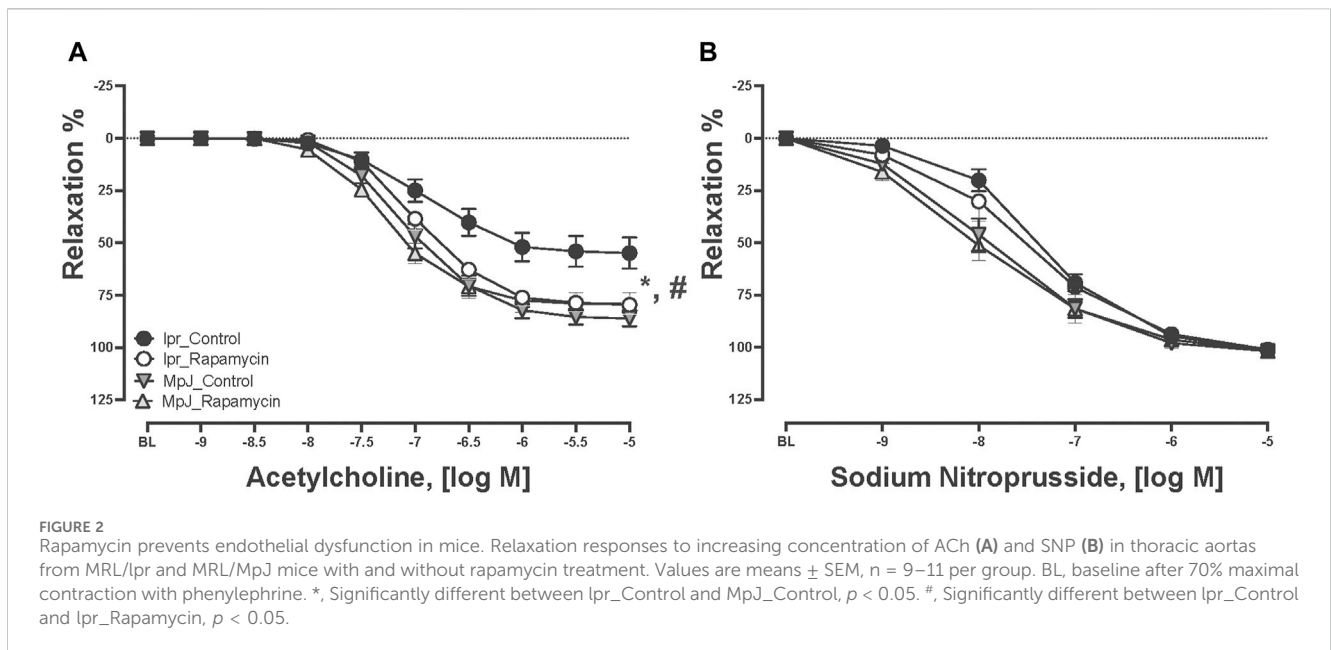 A
B
-25
0
25
50
75
100
125
Relaxation %
*, #
lpr_Control
lpr_Rapamycin
MpJ_Control
MpJ_Rapamycin
BL -9 -8.5 -8 -7.5 -7 -6.5 -6 -5.5 -5
Acetylcholine, [log M]
-25
0
25
50
75
100
125
Relaxation %
BL -9 -8 -7 -6 -5
Sodium Nitroprusside, [log M]
FIGURE 2
Rapamycin prevents endothelial dysfunction in mice. Relaxation responses to increasing concentration of ACh (A) and SNP (B) in thoracic aortas
from MRL/lpr and MRL/MpJ mice with and without rapamycin treatment. Values are means ± SEM, n = 9–11 per group. BL, baseline after 70% maximal
contraction with phenylephrine. *, Significantly different between lpr_Control and MpJ_Control, p < 0.05. #, Significantly different between lpr_Control
and lpr_Rapamycin, p < 0.05.